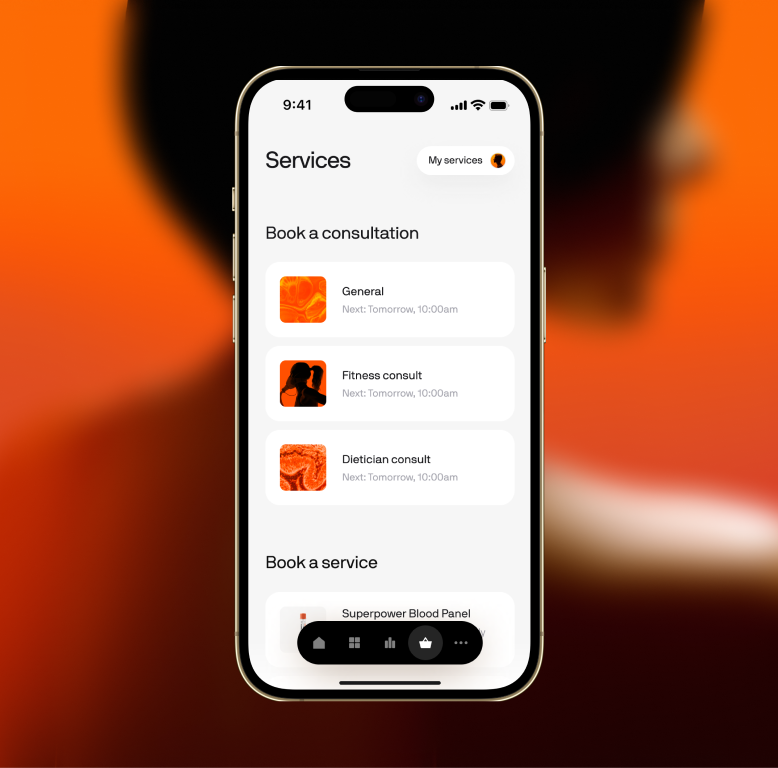 9:41
Services
My services
Book a consultation
General
Next: Tomorrow, 10:00am
Fitness consult
Next: Tomorrow, 10:00am
Dietician consult
Next: Tomorrow, 10:00am
Book a service
Superpower Blood Panel